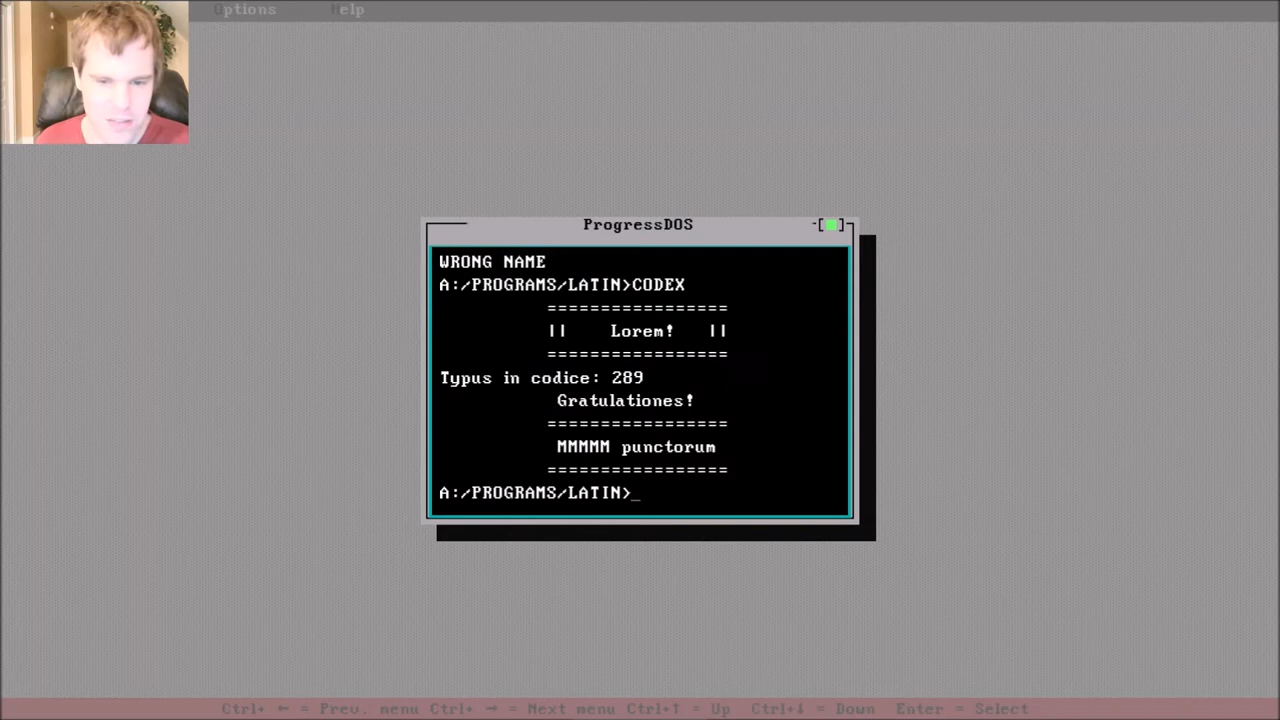 Options Help
ProgressDOS
WRONG NAME
A:/PROGRAMS/LATIN>CODEX
=================
|| Lorem! ||
=================
Typus in codice: 289
Gratulationes!
=================
MMMMM punctorum
=================
A:/PROGRAMS/LATIN>_
Ctrl+ ← = Prev. menu Ctrl+ → = Next menu Ctrl+↑ = Up Ctrl+↓ = Down Enter = Select